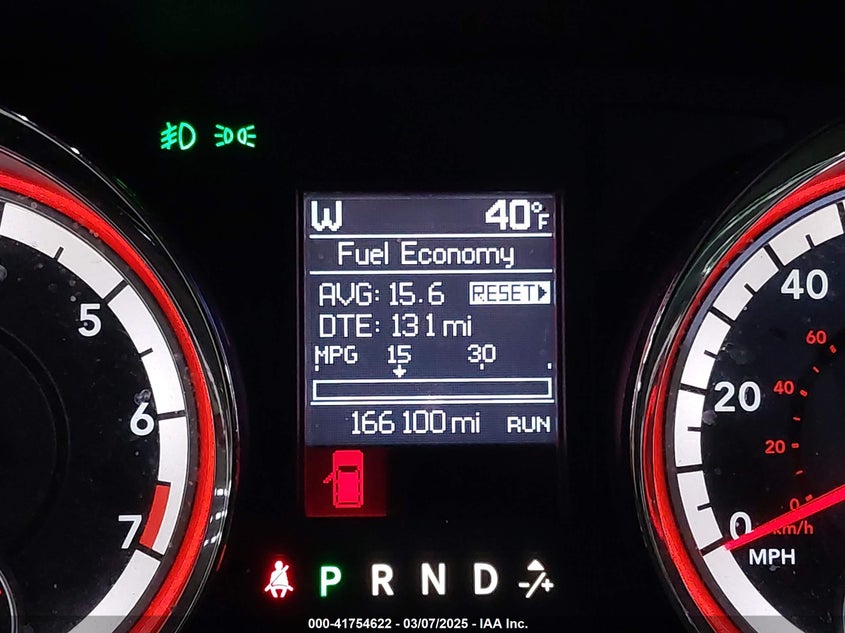 W 40°F
Fuel Economy
AVG: 15.6 RESET
DTE: 131 mi
MPG 15 30
166100 mi RUN
5
6
7
40
20
0
MPH
60
40
20
0
km/h
P R N D -/+
000-41754622 - 03/07/2025 - IAA Inc.